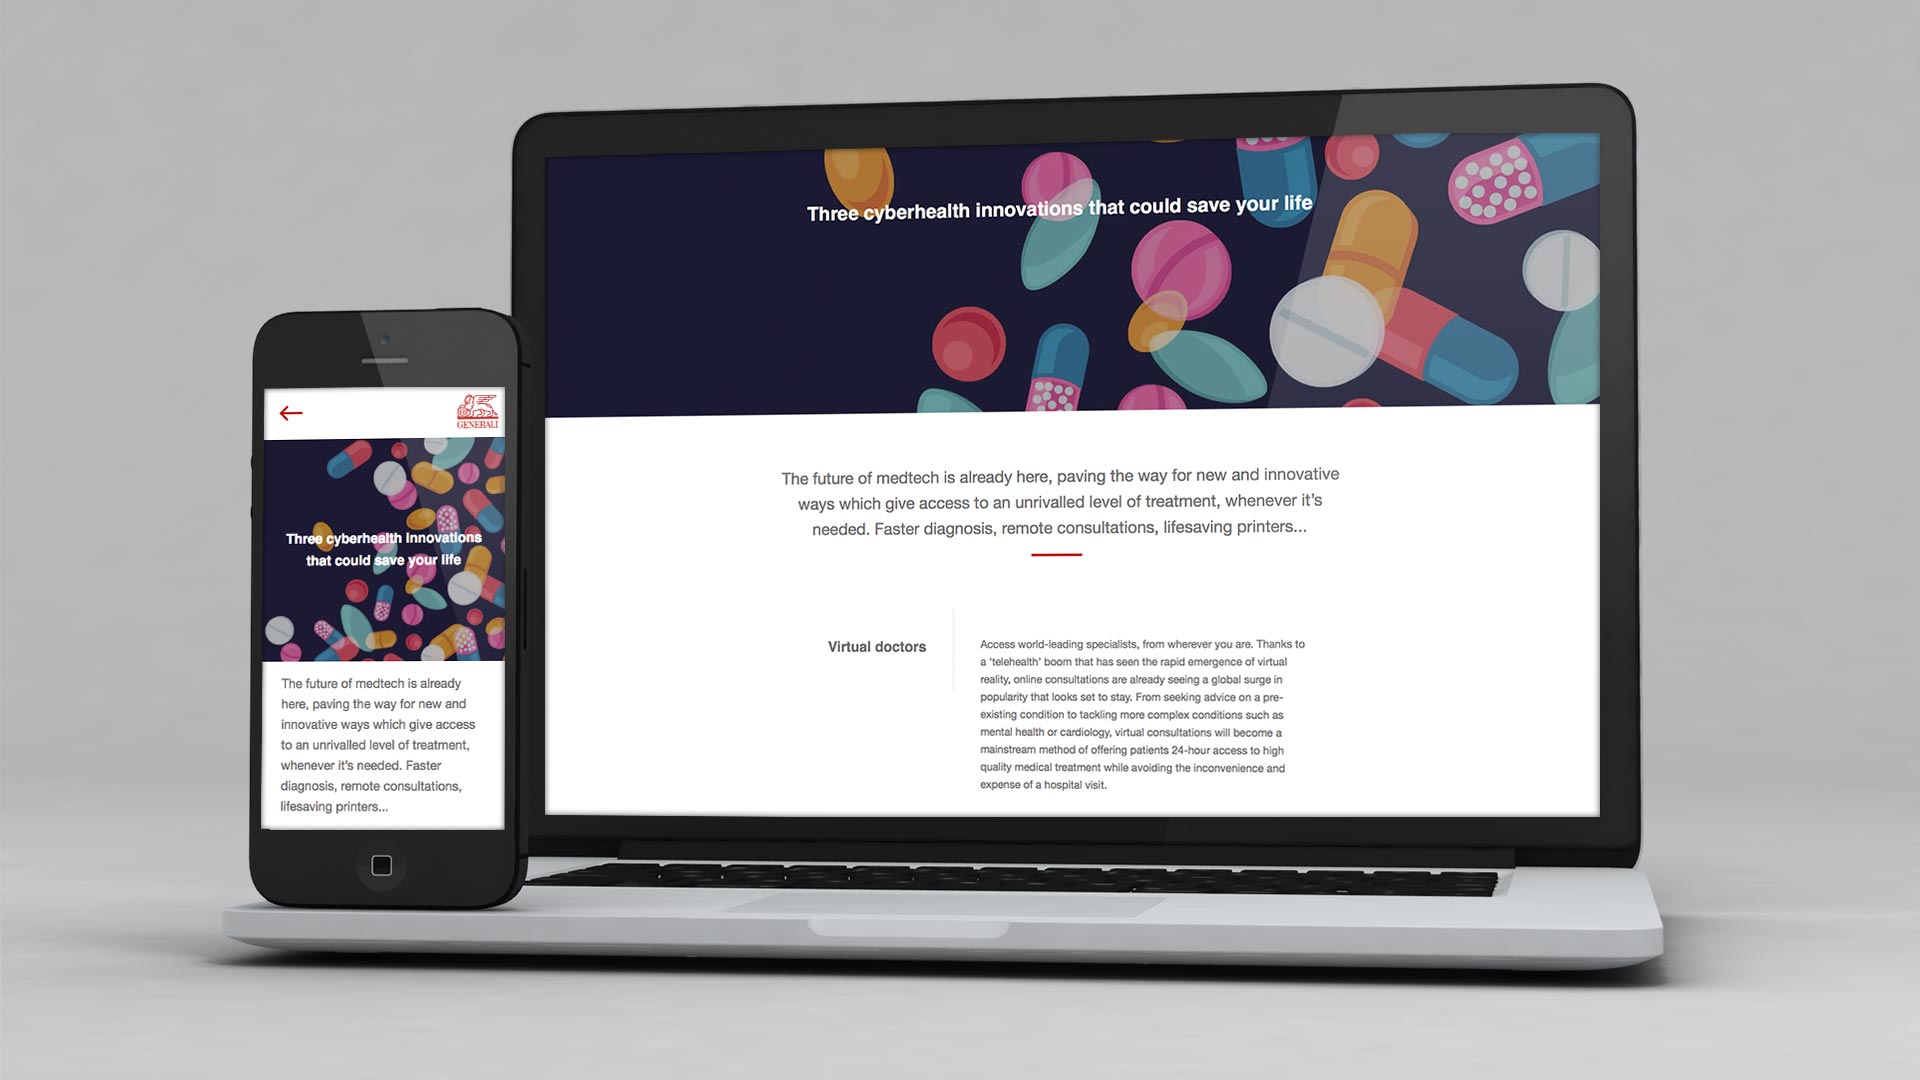 Three cyberhealth innovations that could save your life
The future of medtech is already here, paving the way for new and innovative
ways which give access to an unrivalled level of treatment, whenever it’s
needed. Faster diagnosis, remote consultations, lifesaving printers...
Virtual doctors
Access world-leading specialists, from wherever you are. Thanks to
a ‘telehealth’ boom that has seen the rapid emergence of virtual
reality, online consultations are already seeing a global surge in
popularity that looks set to stay. From seeking advice on a pre-
existing condition to tackling more complex conditions such as
mental health or cardiology, virtual consultations will become a
mainstream method of offering patients 24-hour access to high
quality medical treatment while avoiding the inconvenience and
expense of a hospital visit.
GENERALI
Three cyberhealth innovations
that could save your life
The future of medtech is already
here, paving the way for new and
innovative ways which give access
to an unrivalled level of treatment,
whenever it’s needed. Faster
diagnosis, remote consultations,
lifesaving printers...